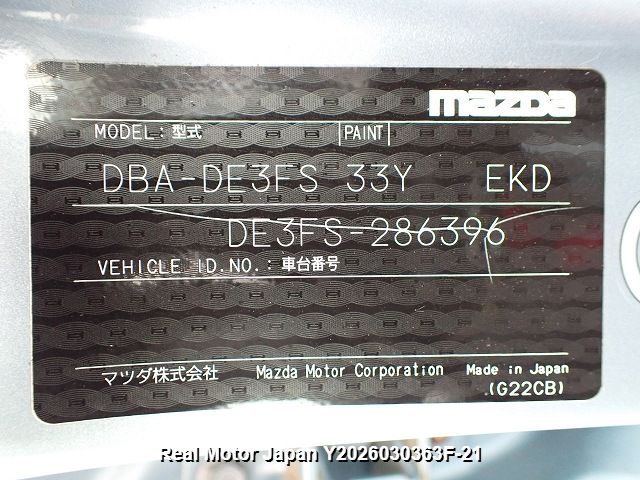 mazda
MODEL: 型式 PAINT
DBA-DE3FS 33Y EKD
DE3FS-286396
VEHICLE I.D.NO.: 車台番号
マツダ株式会社 Mazda Motor Corporation Made in Japan
(G22CB)
Real Motor Japan Y2026030363F-21